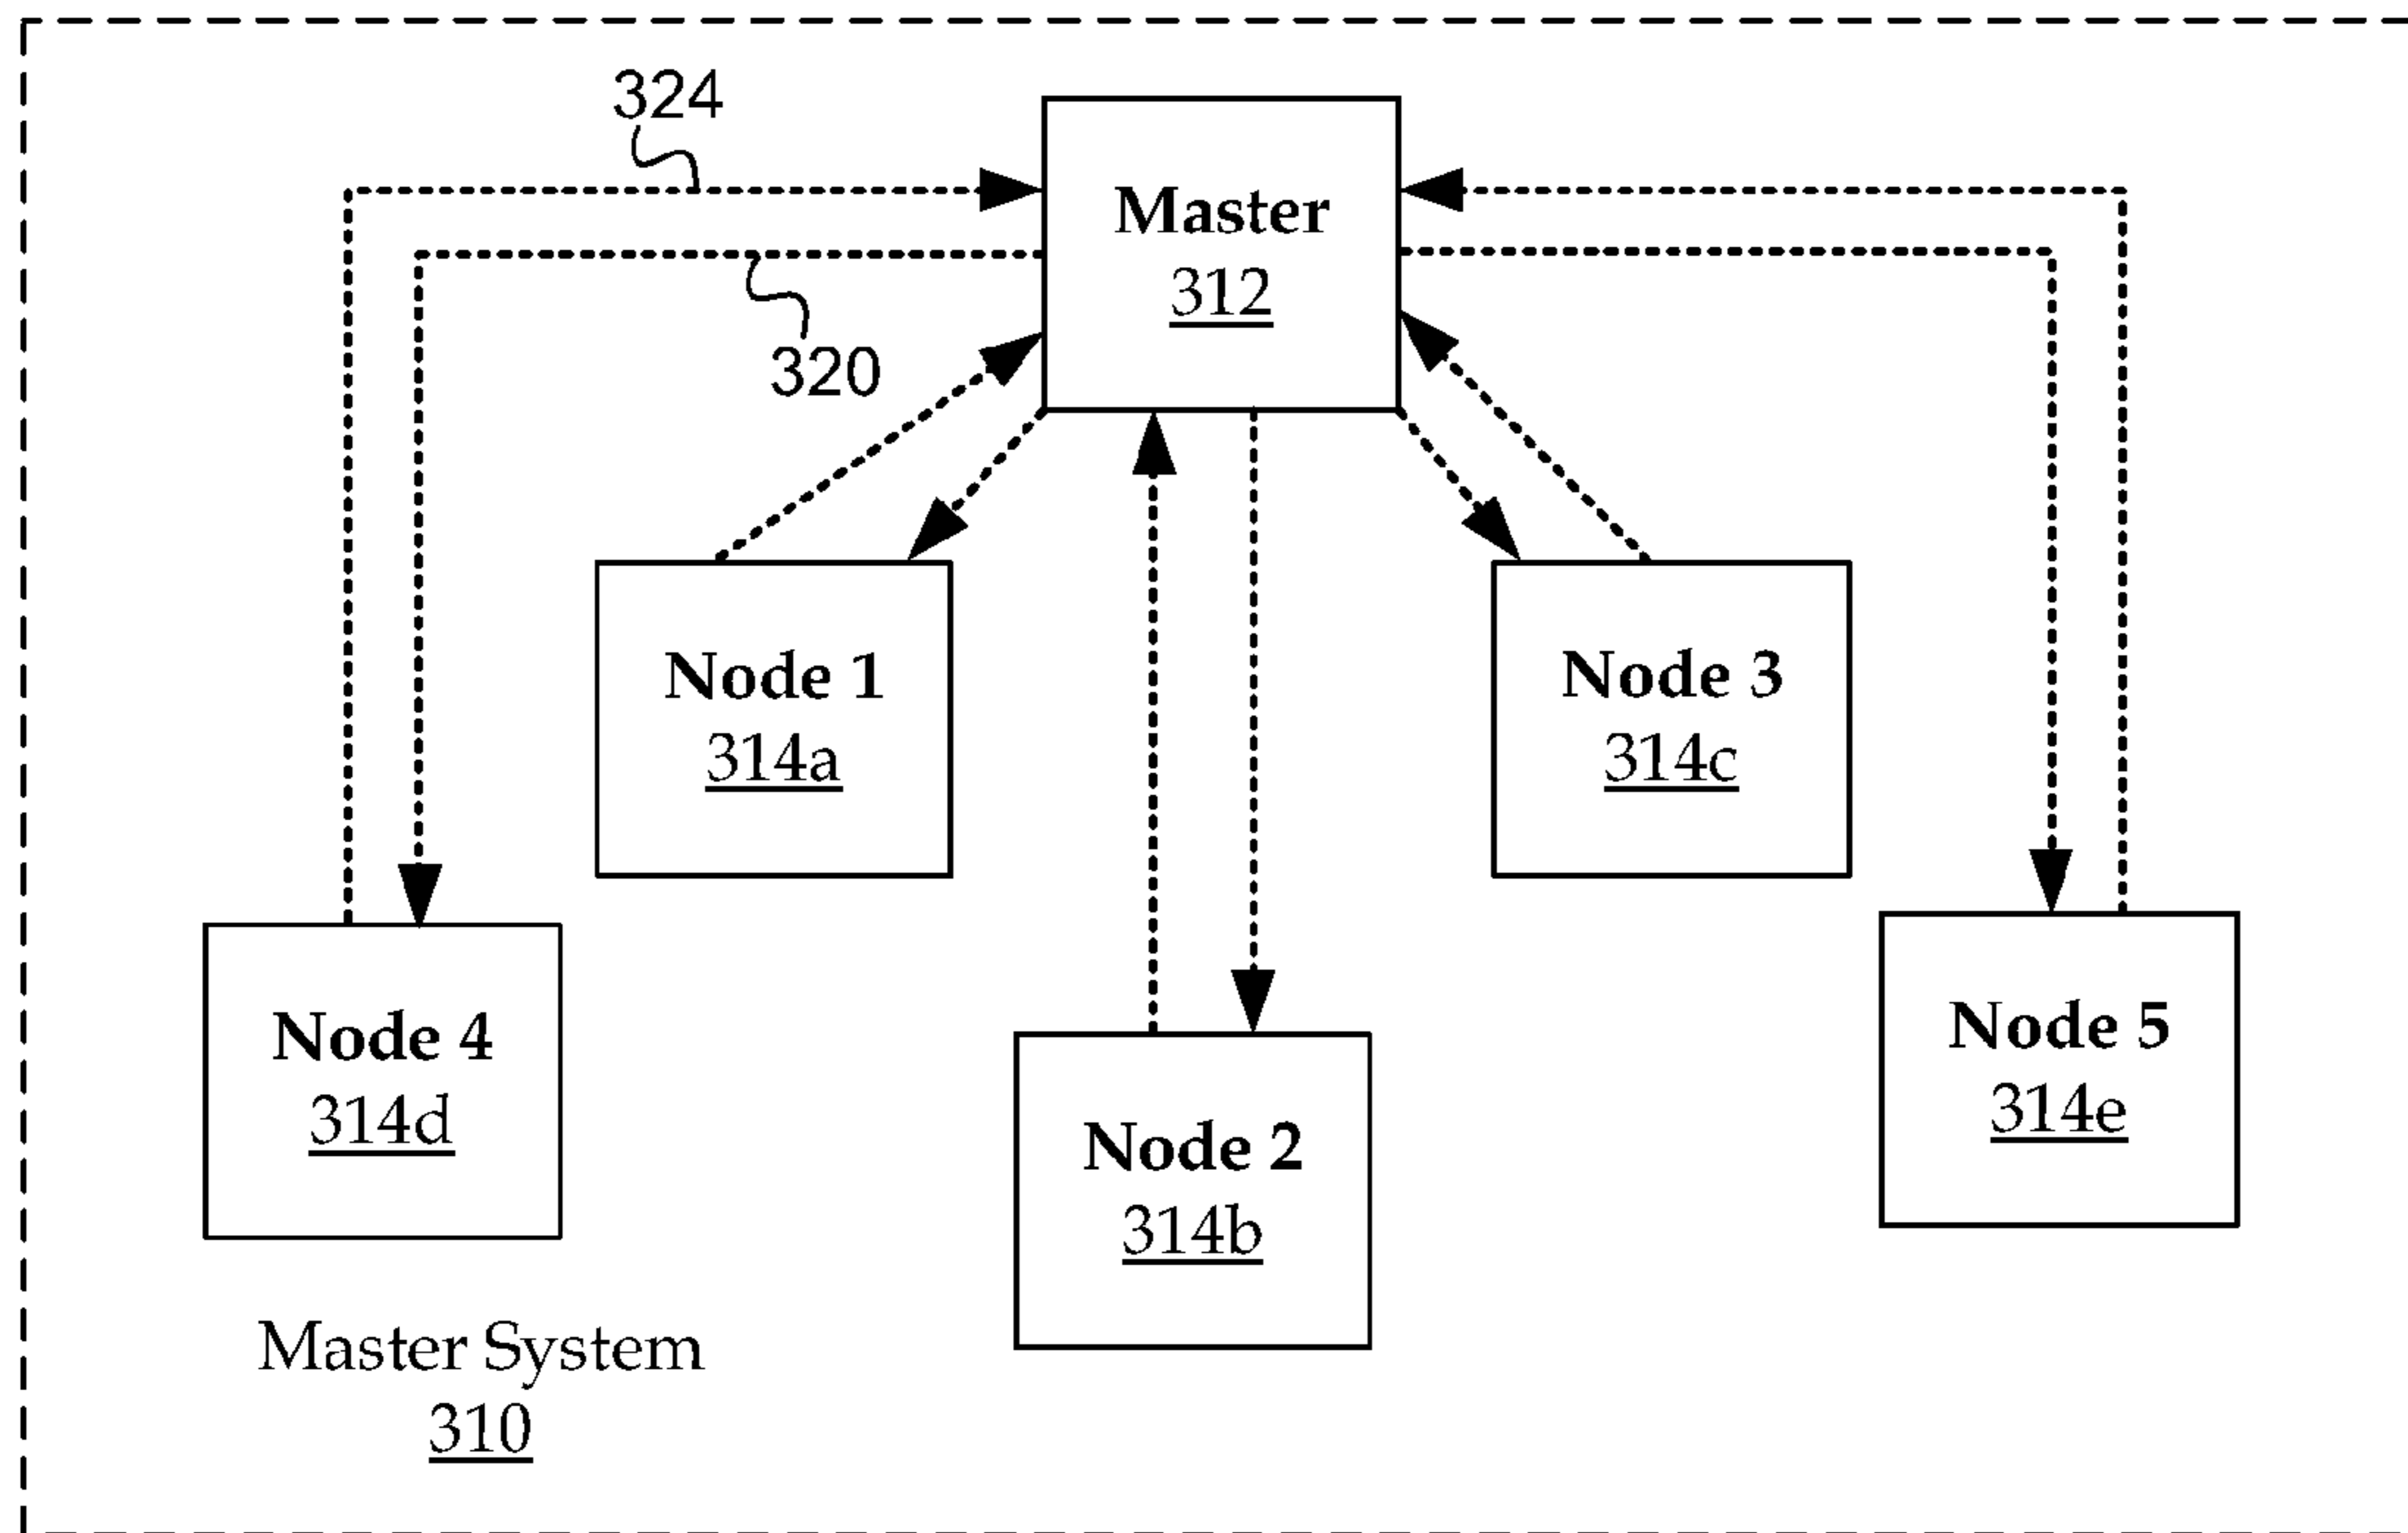 324
Master
312
320
Node 1
314a
Node 3
314c
Node 4
314d
Node 5
314e
Node 2
314b
Master System
310